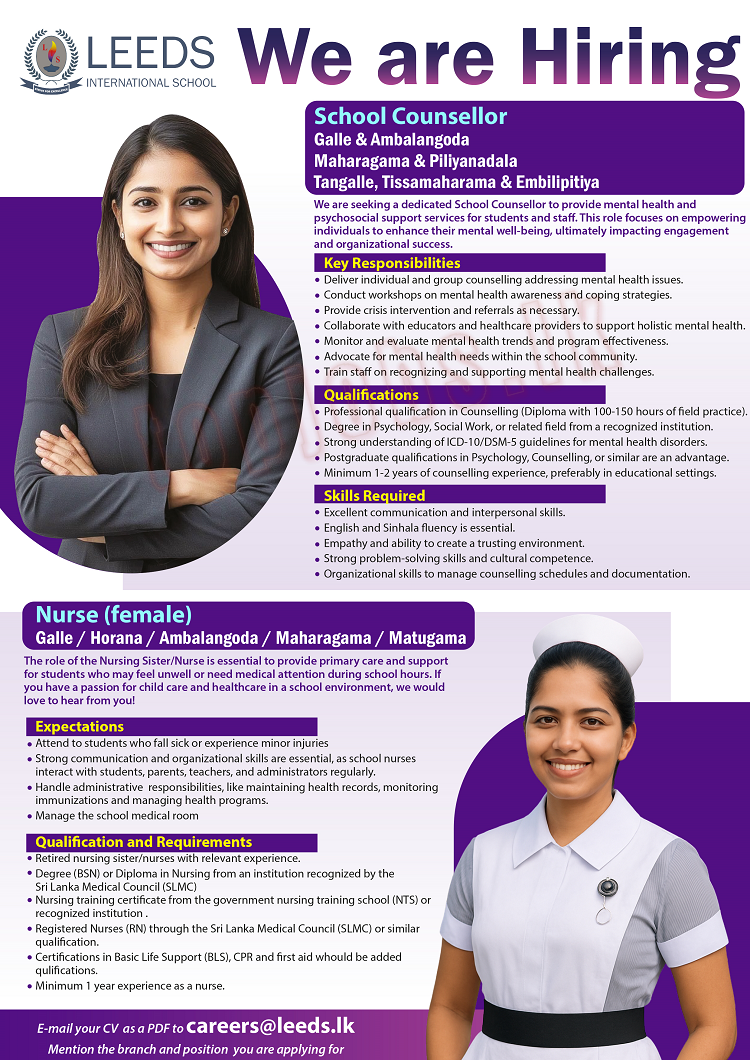 LEEDS
INTERNATIONAL SCHOOL
We are Hiring
School Counsellor
Galle & Ambalangoda
Maharagama & Piliyanadala
Tangalle, Tissamaharama & Embilipitiya
We are seeking a dedicated School Counsellor to provide mental health and
psychosocial support services for students and staff. This role focuses on empowering
individuals to enhance their mental well-being, ultimately impacting engagement
and organizational success.
Key Responsibilities
• Deliver individual and group counselling addressing mental health issues.
• Conduct workshops on mental health awareness and coping strategies.
• Provide crisis intervention and referrals as necessary.
• Collaborate with educators and healthcare providers to support holistic mental health.
• Monitor and evaluate mental health trends and program effectiveness.
• Advocate for mental health needs within the school community.
• Train staff on recognizing and supporting mental health challenges.
Qualifications
• Professional qualification in Counselling (Diploma with 100-150 hours of field practice).
• Degree in Psychology, Social Work, or related field from a recognized institution.
• Strong understanding of ICD-10/DSM-5 guidelines for mental health disorders.
• Postgraduate qualifications in Psychology, Counselling, or similar are an advantage.
• Minimum 1-2 years of counselling experience, preferably in educational settings.
Skills Required
• Excellent communication and interpersonal skills.
• English and Sinhala fluency is essential.
• Empathy and ability to create a trusting environment.
• Strong problem-solving skills and cultural competence.
• Organizational skills to manage counselling schedules and documentation.
Nurse (female)
Galle / Horana / Ambalangoda / Maharagama / Matugama
The role of the Nursing Sister/Nurse is essential to provide primary care and support
for students who may feel unwell or need medical attention during school hours. If
you have a passion for child care and healthcare in a school environment, we would
love to hear from you!
Expectations
• Attend to students who fall sick or experience minor injuries
• Strong communication and organizational skills are essential, as school nurses
interact with students, parents, teachers, and administrators regularly.
• Handle administrative responsibilities, like maintaining health records, monitoring
immunizations and managing health programs.
• Manage the school medical room
Qualification and Requirements
• Retired nursing sister/nurses with relevant experience.
• Degree (BSN) or Diploma in Nursing from an institution recognized by the
Sri Lanka Medical Council (SLMC)
• Nursing training certificate from the government nursing training school (NTS) or
recognized institution .
• Registered Nurses (RN) through the Sri Lanka Medical Council (SLMC) or similar
qualification.
• Certifications in Basic Life Support (BLS), CPR and first aid whould be added
qulifications.
• Minimum 1 year experience as a nurse.
E-mail your CV as a PDF to careers@leeds.lk
Mention the branch and position you are applying for